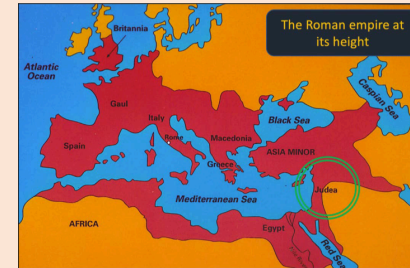 The Roman empire at
its height
Britannia
Atlantic
Ocean
Caspian Sea
Gaul
Black Sea
Italy
Rome
Macedonia
Spain
ASIA MINOR
Greece
Judea
Mediterranean Sea
AFRICA
Egypt
Red Sea